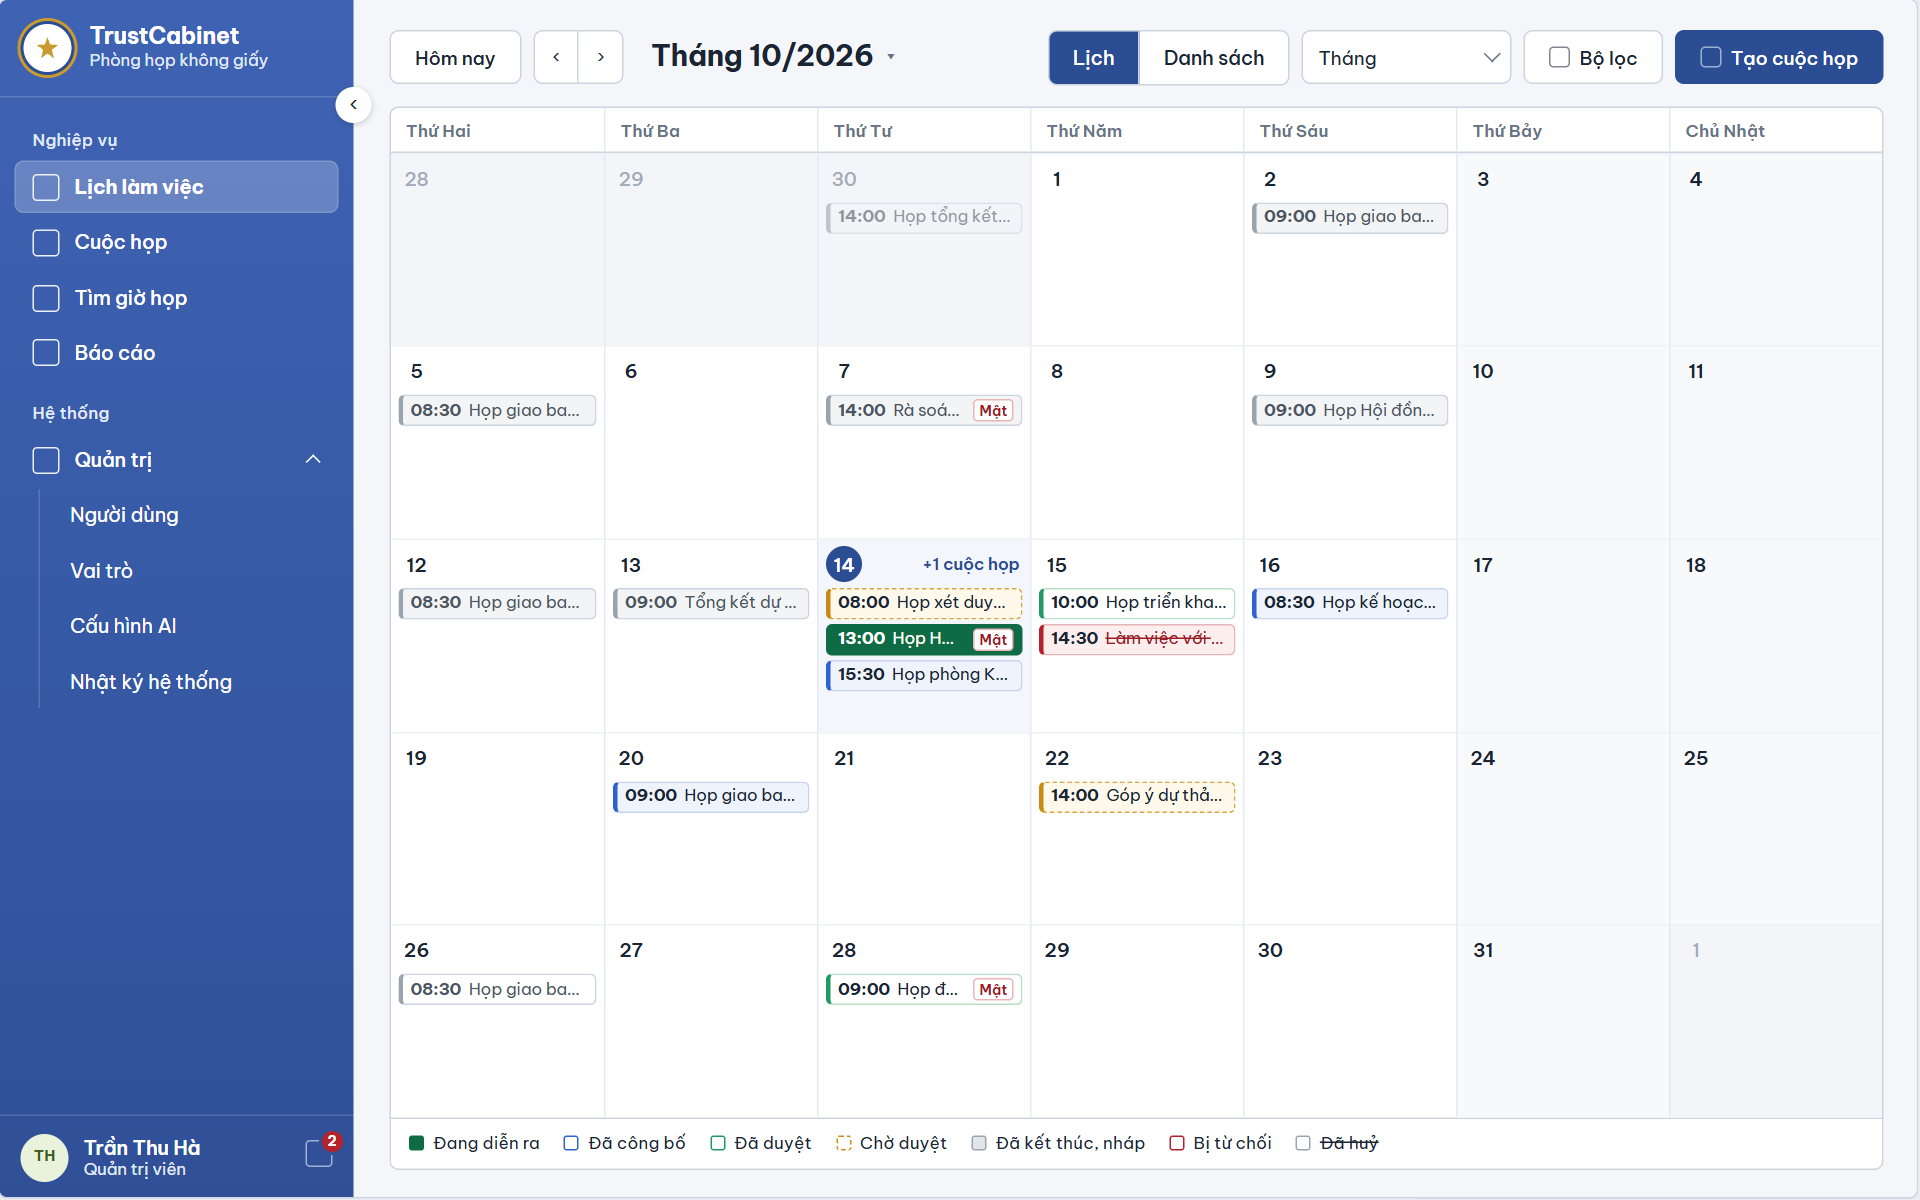 TrustCabinet
Phòng họp không giấy
Nghiệp vụ
Lịch làm việc
Cuộc họp
Tìm giờ họp
Báo cáo
Hệ thống
Quản trị
Người dùng
Vai trò
Cấu hình AI
Nhật ký hệ thống
TH
Trần Thu Hà
Quản trị viên
2
Hôm nay
Tháng 10/2026
Lịch
Danh sách
Tháng
Bộ lọc
Tạo cuộc họp
Thứ Hai
Thứ Ba
Thứ Tư
Thứ Năm
Thứ Sáu
Thứ Bảy
Chủ Nhật
28
29
30
14:00 Họp tổng kết...
1
2
09:00 Họp giao ba...
3
4
5
08:30 Họp giao ba...
6
7
14:00 Rà soá... Mật
8
9
09:00 Họp Hội đồn...
10
11
12
08:30 Họp giao ba...
13
09:00 Tổng kết dự ...
14
+1 cuộc họp
08:00 Họp xét duy...
13:00 Họp H... Mật
15:30 Họp phòng K...
15
10:00 Họp triển kha...
14:30 Làm việc với ...
16
08:30 Họp kế hoạc...
17
18
19
20
09:00 Họp giao ba...
21
22
14:00 Góp ý dự thả...
23
24
25
26
08:30 Họp giao ba...
27
28
09:00 Họp đ... Mật
29
30
31
1
Đang diễn ra
Đã công bố
Đã duyệt
Chờ duyệt
Đã kết thúc, nháp
Bị từ chối
Đã huỷ